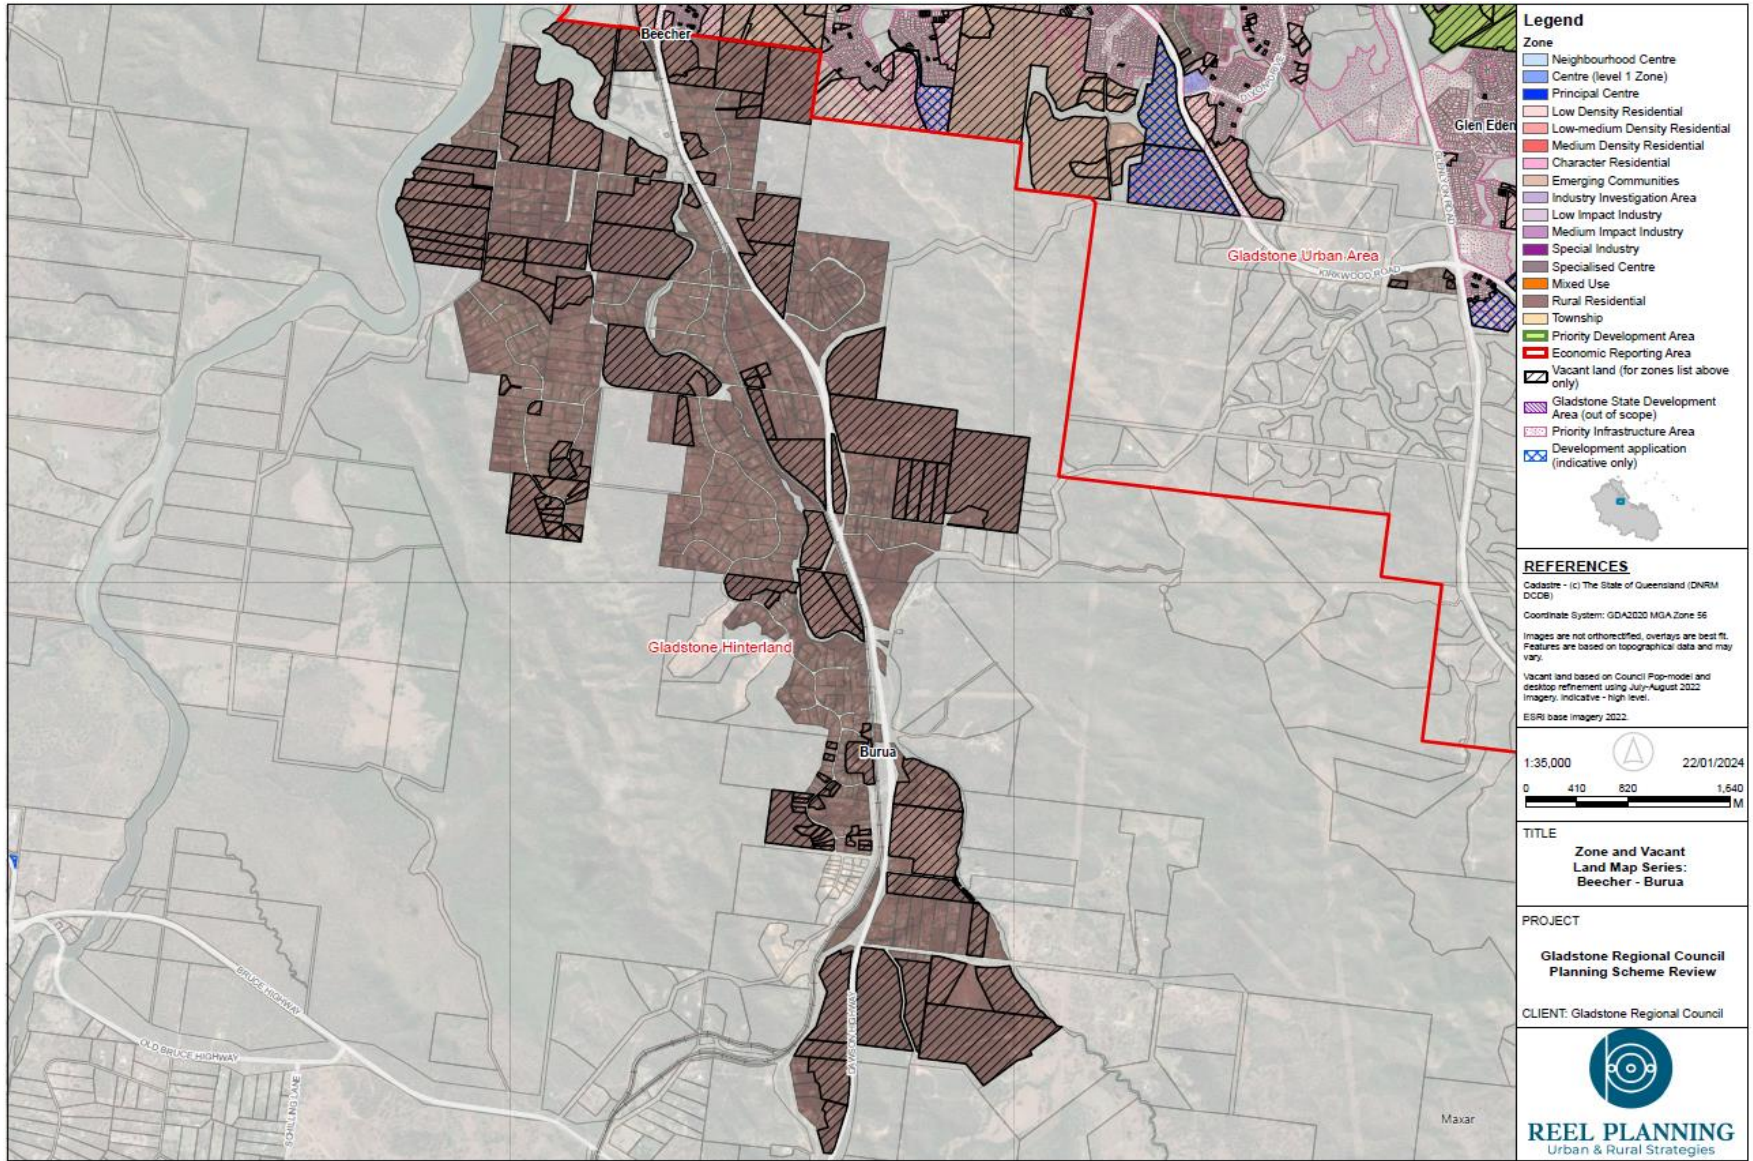 Beecher
DIXON DRIVE
Glen Eden
GLENLYON ROAD
Gladstone Urban Area
KIRKWOOD ROAD
Gladstone Hinterland
Burua
BRUCE HIGHWAY
OLD BRUCE HIGHWAY
SCHILLING LANE
DAWSON HIGHWAY
Maxar
Legend
Zone
Neighbourhood Centre
Centre (level 1 Zone)
Principal Centre
Low Density Residential
Low-medium Density Residential
Medium Density Residential
Character Residential
Emerging Communities
Industry Investigation Area
Low Impact Industry
Medium Impact Industry
Special Industry
Specialised Centre
Mixed Use
Rural Residential
Township
Priority Development Area
Economic Reporting Area
Vacant land (for zones list above
only)
Gladstone State Development
Area (out of scope)
Priority Infrastructure Area
Development application
(indicative only)
REFERENCES
Cadastre - (c) The State of Queensland (DNRM
DCDB)
Coordinate System: GDA2020 MGA Zone 56
Images are not orthorectified, overlays are best fit.
Features are based on topographical data and may
vary.
Vacant land based on Council Pop-model and
desktop refinement using July-August 2022
imagery. Indicative - high level.
ESRI base imagery 2022.
1:35,000
22/01/2024
0 410 820 1,640
M
TITLE
Zone and Vacant
Land Map Series:
Beecher - Burua
PROJECT
Gladstone Regional Council
Planning Scheme Review
CLIENT: Gladstone Regional Council
REEL PLANNING
Urban & Rural Strategies